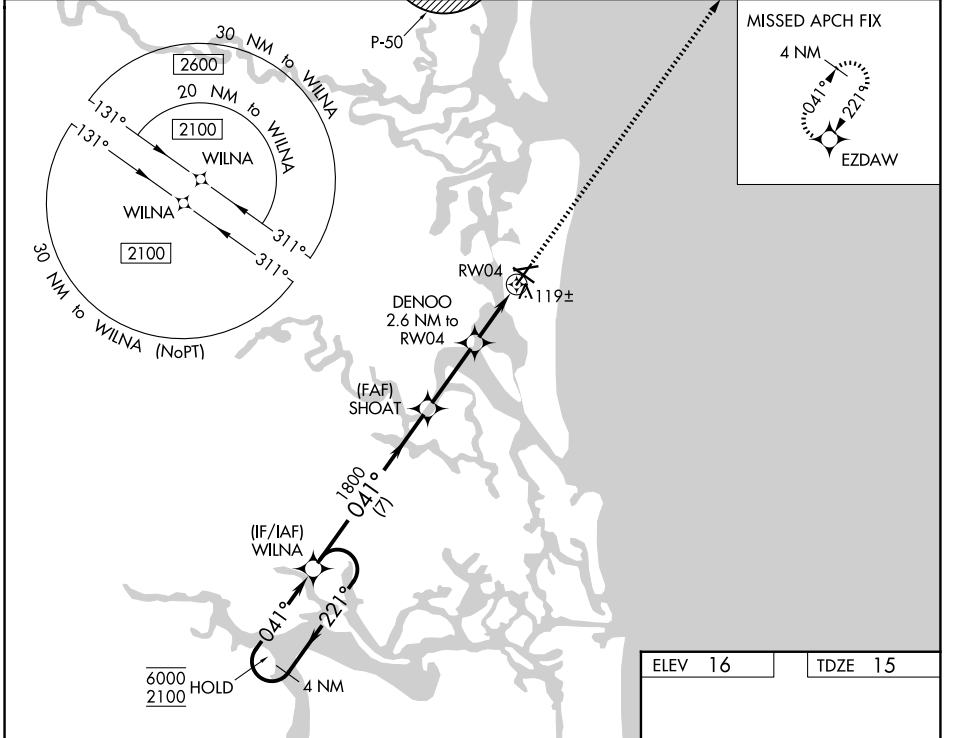 P-50
MISSED APCH FIX
4 NM
041°
221°
EZDAW
30 NM to WILNA
2600
20 NM to WILNA
2100
131°
131°
WILNA
WILNA
311°
311°
2100
30 NM to WILNA (NoPT)
RW04
119±
DENOO
2.6 NM to
RW04
(FAF)
SHOAT
1800
041°
(7)
(IF/IAF)
WILNA
041°
221°
6000
2100
HOLD
4 NM
ELEV 16
TDZE 15